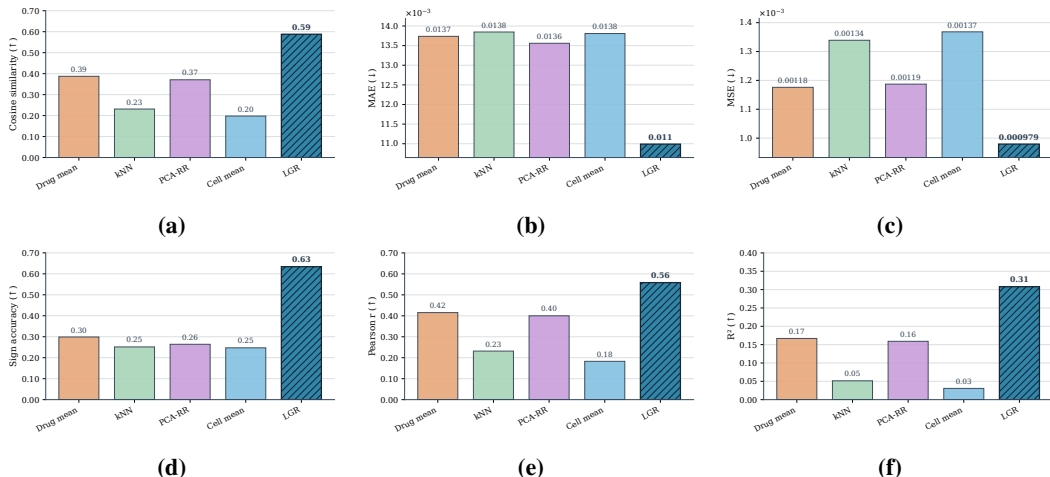 Cosine similarity (↑)
0.70
0.60
0.50
0.40
0.30
0.20
0.10
0.00
0.39
0.23
0.37
0.20
0.59
Drug mean
kNN
PCA-RR
Cell mean
LGR
(a)
×10⁻³
MAE (↓)
14.0
13.5
13.0
12.5
12.0
11.5
11.0
0.0137
0.0138
0.0136
0.0138
0.011
Drug mean
kNN
PCA-RR
Cell mean
LGR
(b)
×10⁻³
MSE (↓)
1.4
1.3
1.2
1.1
1.0
0.00118
0.00134
0.00119
0.00137
0.000979
Drug mean
kNN
PCA-RR
Cell mean
LGR
(c)
Sign accuracy (↑)
0.70
0.60
0.50
0.40
0.30
0.20
0.10
0.00
0.30
0.25
0.26
0.25
0.63
Drug mean
kNN
PCA-RR
Cell mean
LGR
(d)
Pearson r (↑)
0.70
0.60
0.50
0.40
0.30
0.20
0.10
0.00
0.42
0.23
0.40
0.18
0.56
Drug mean
kNN
PCA-RR
Cell mean
LGR
(e)
R² (↑)
0.40
0.35
0.30
0.25
0.20
0.15
0.10
0.05
0.00
0.17
0.05
0.16
0.03
0.31
Drug mean
kNN
PCA-RR
Cell mean
LGR
(f)